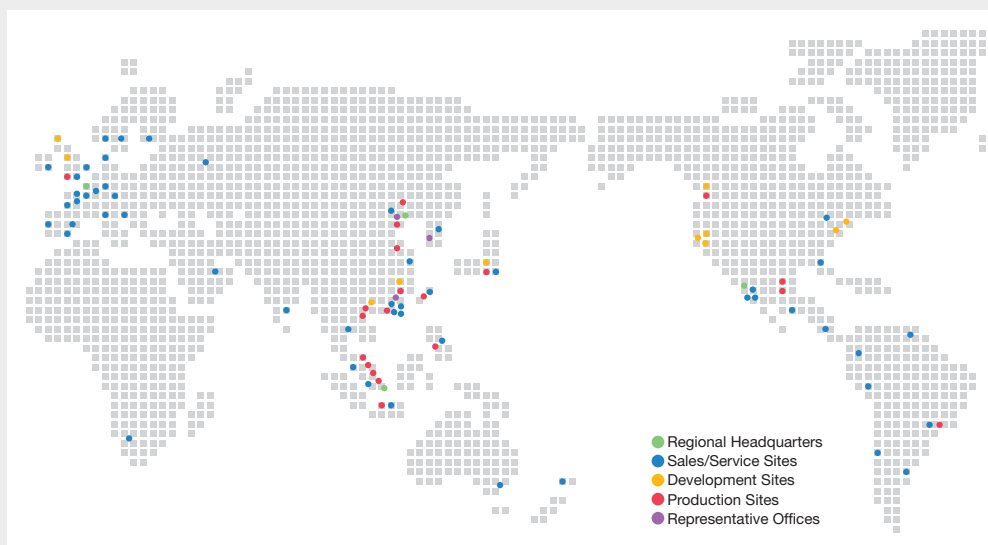 Regional Headquarters
Sales/Service Sites
Development Sites
Production Sites
Representative Offices